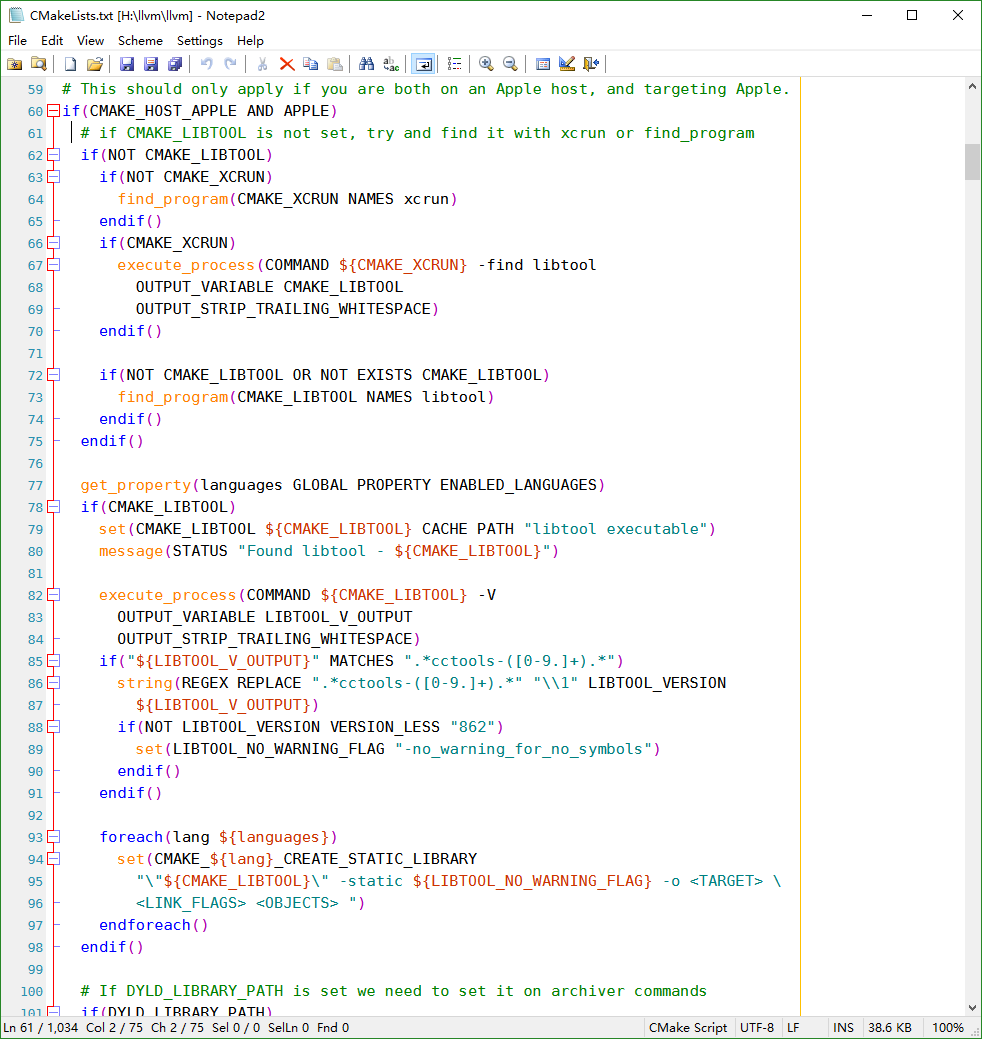 CMakeLists.txt [H:\llvm\llvm] - Notepad2
File Edit View Scheme Settings Help
59 # This should only apply if you are both on an Apple host, and targeting Apple.
60 if(CMAKE_HOST_APPLE AND APPLE)
61   # if CMAKE_LIBTOOL is not set, try and find it with xcrun or find_program
62   if(NOT CMAKE_LIBTOOL)
63     if(NOT CMAKE_XCRUN)
64       find_program(CMAKE_XCRUN NAMES xcrun)
65     endif()
66     if(CMAKE_XCRUN)
67       execute_process(COMMAND ${CMAKE_XCRUN} -find libtool
68         OUTPUT_VARIABLE CMAKE_LIBTOOL
69         OUTPUT_STRIP_TRAILING_WHITESPACE)
70     endif()
71
72     if(NOT CMAKE_LIBTOOL OR NOT EXISTS CMAKE_LIBTOOL)
73       find_program(CMAKE_LIBTOOL NAMES libtool)
74     endif()
75   endif()
76
77   get_property(languages GLOBAL PROPERTY ENABLED_LANGUAGES)
78   if(CMAKE_LIBTOOL)
79     set(CMAKE_LIBTOOL ${CMAKE_LIBTOOL} CACHE PATH "libtool executable")
80     message(STATUS "Found libtool - ${CMAKE_LIBTOOL}")
81
82     execute_process(COMMAND ${CMAKE_LIBTOOL} -V
83       OUTPUT_VARIABLE LIBTOOL_V_OUTPUT
84       OUTPUT_STRIP_TRAILING_WHITESPACE)
85     if("${LIBTOOL_V_OUTPUT}" MATCHES ".*cctools-([0-9.]+).*")
86       string(REGEX REPLACE ".*cctools-([0-9.]+).*" "\\1" LIBTOOL_VERSION
87         ${LIBTOOL_V_OUTPUT})
88       if(NOT LIBTOOL_VERSION VERSION_LESS "862")
89         set(LIBTOOL_NO_WARNING_FLAG "-no_warning_for_no_symbols")
90       endif()
91     endif()
92
93     foreach(lang ${languages})
94       set(CMAKE_${lang}_CREATE_STATIC_LIBRARY
95         "\"${CMAKE_LIBTOOL}\" -static ${LIBTOOL_NO_WARNING_FLAG} -o <TARGET> \
96         <LINK_FLAGS> <OBJECTS> ")
97     endforeach()
98   endif()
99
100   # If DYLD_LIBRARY_PATH is set we need to set it on archiver commands
101   if(DYLD_LIBRARY_PATH)
Ln 61 / 1,034 Col 2 / 75 Ch 2 / 75 Sel 0 / 0 SelLn 0 Fnd 0 CMake Script UTF-8 LF INS 38.6 KB 100%